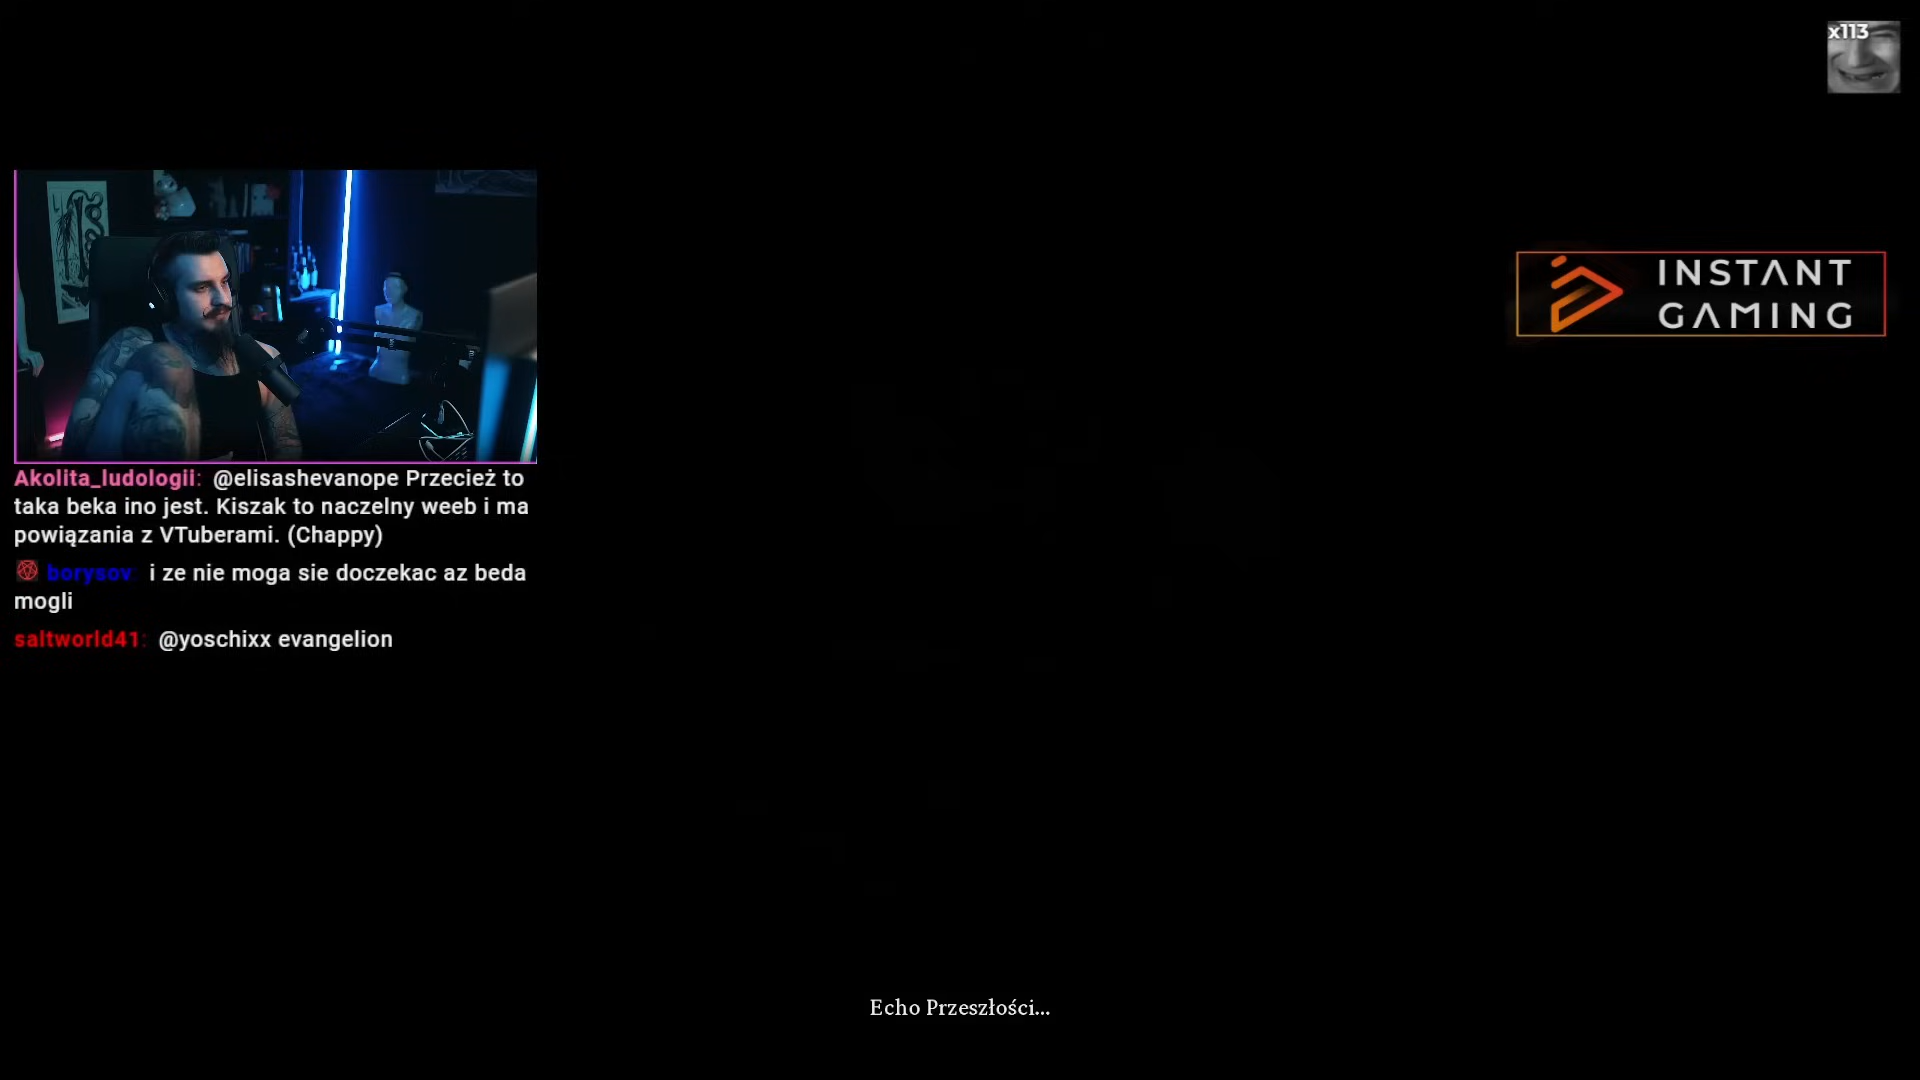 x113
INSTANT
GAMING
Akolita_ludologii: @elisashevanope Przecież to
taka beka ino jest. Kiszak to naczelny weeb i ma
powiązania z VTuberami. (Chappy)
borysov: i ze nie moga sie doczekac az beda
mogli
saltworld41: @yoschixx evangelion
Echo Przeszłości...